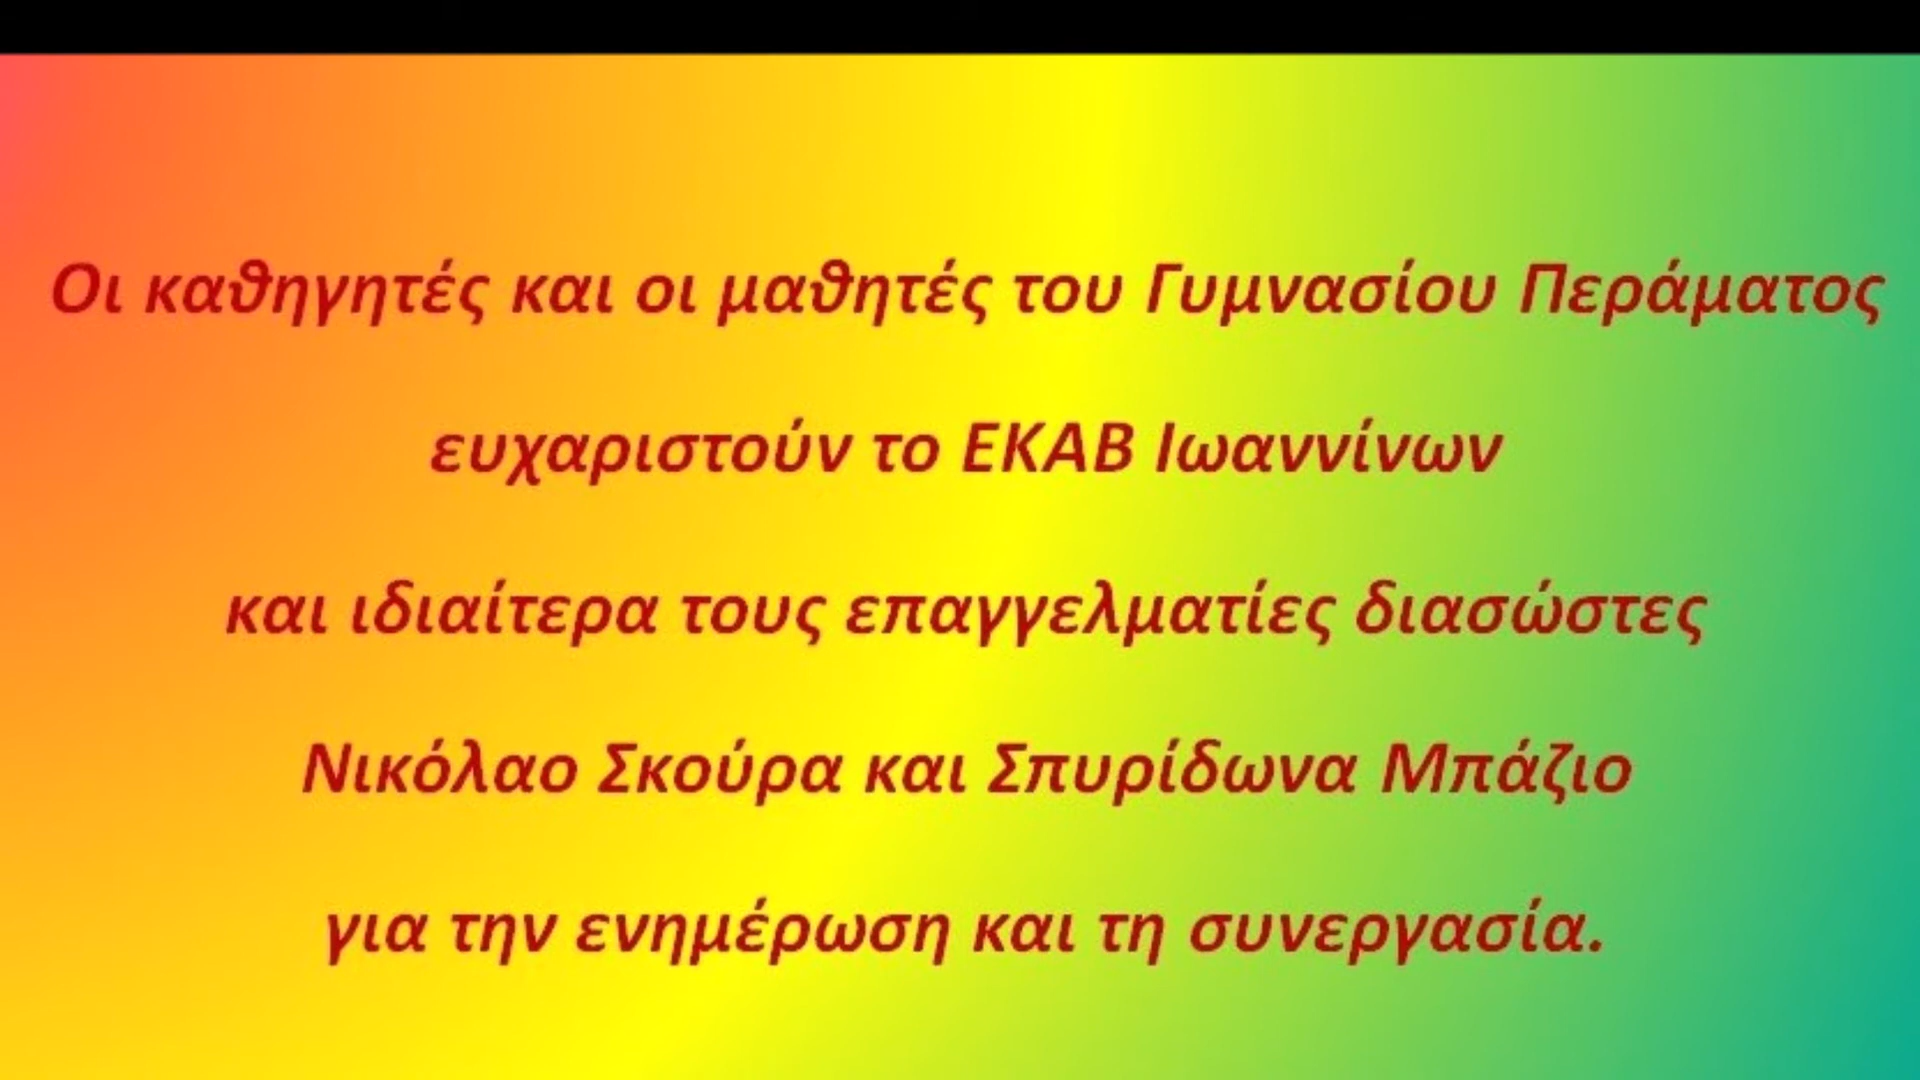 Οι καθηγητές και οι μαθητές του Γυμνασίου Περάματος
ευχαριστούν το ΕΚΑΒ Ιωαννίνων
και ιδιαίτερα τους επαγγελματίες διασώστες
Νικόλαο Σκούρα και Σπυρίδωνα Μπάζιο
για την ενημέρωση και τη συνεργασία.